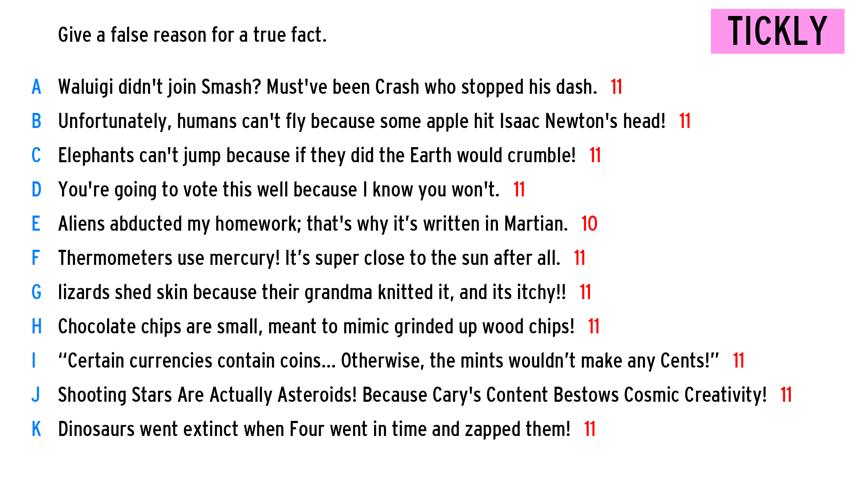 Give a false reason for a true fact.
TICKLY
A Waluigi didn't join Smash? Must've been Crash who stopped his dash. 11
B Unfortunately, humans can't fly because some apple hit Isaac Newton's head! 11
C Elephants can't jump because if they did the Earth would crumble! 11
D You're going to vote this well because I know you won't. 11
E Aliens abducted my homework; that's why it’s written in Martian. 10
F Thermometers use mercury! It’s super close to the sun after all. 11
G lizards shed skin because their grandma knitted it, and its itchy!! 11
H Chocolate chips are small, meant to mimic grinded up wood chips! 11
I “Certain currencies contain coins... Otherwise, the mints wouldn’t make any Cents!” 11
J Shooting Stars Are Actually Asteroids! Because Cary's Content Bestows Cosmic Creativity! 11
K Dinosaurs went extinct when Four went in time and zapped them! 11